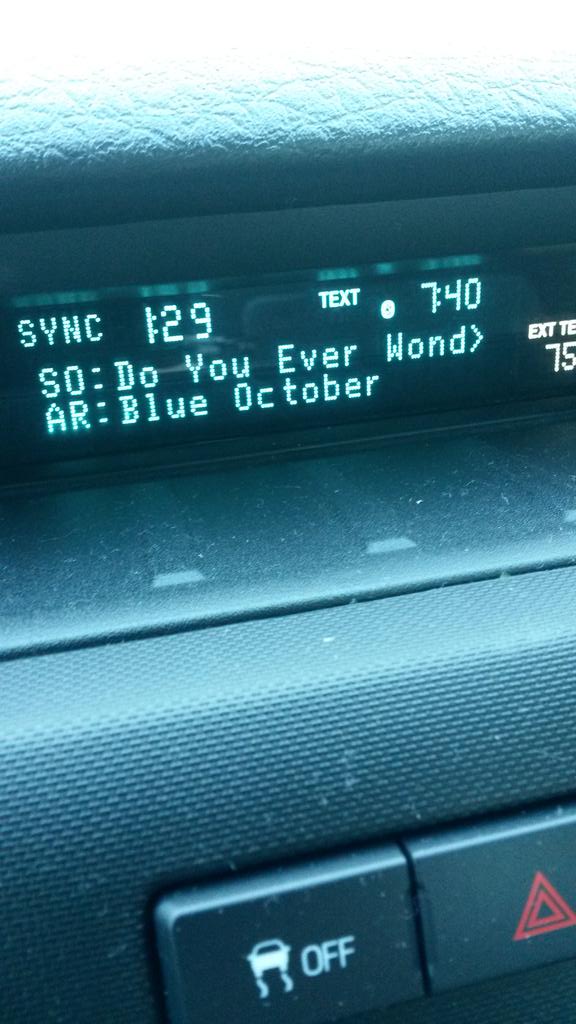 SYNC 1:29 TEXT 7:40
SO:Do You Ever Wond>
AR:Blue October
EXT TE
75
OFF